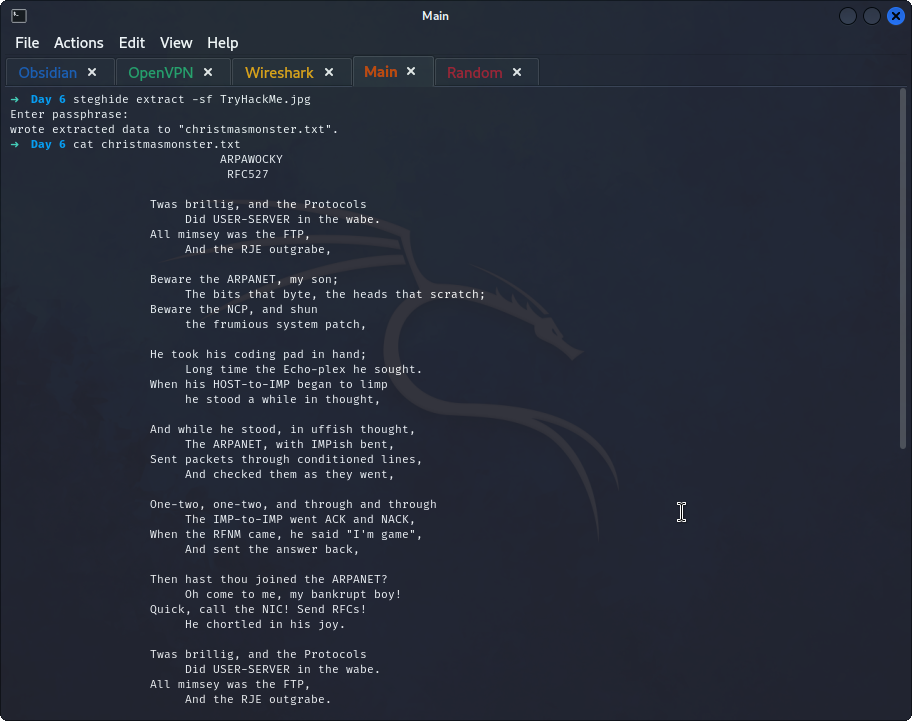 Main
File Actions Edit View Help
Obsidian × OpenVPN × Wireshark × Main × Random ×
→ Day 6 steghide extract -sf TryHackMe.jpg
Enter passphrase:
wrote extracted data to "christmasmonster.txt".
→ Day 6 cat christmasmonster.txt
ARPAWOCKY
RFC527
Twas brillig, and the Protocols
Did USER-SERVER in the wabe.
All mimsey was the FTP,
And the RJE outgrabe,
Beware the ARPANET, my son;
The bits that byte, the heads that scratch;
Beware the NCP, and shun
the frumious system patch,
He took his coding pad in hand;
Long time the Echo-plex he sought.
When his HOST-to-IMP began to limp
he stood a while in thought,
And while he stood, in uffish thought,
The ARPANET, with IMPish bent,
Sent packets through conditioned lines,
And checked them as they went,
One-two, one-two, and through and through
The IMP-to-IMP went ACK and NACK,
When the RFNM came, he said "I'm game",
And sent the answer back,
Then hast thou joined the ARPANET?
Oh come to me, my bankrupt boy!
Quick, call the NIC! Send RFCs!
He chortled in his joy.
Twas brillig, and the Protocols
Did USER-SERVER in the wabe.
All mimsey was the FTP,
And the RJE outgrabe.